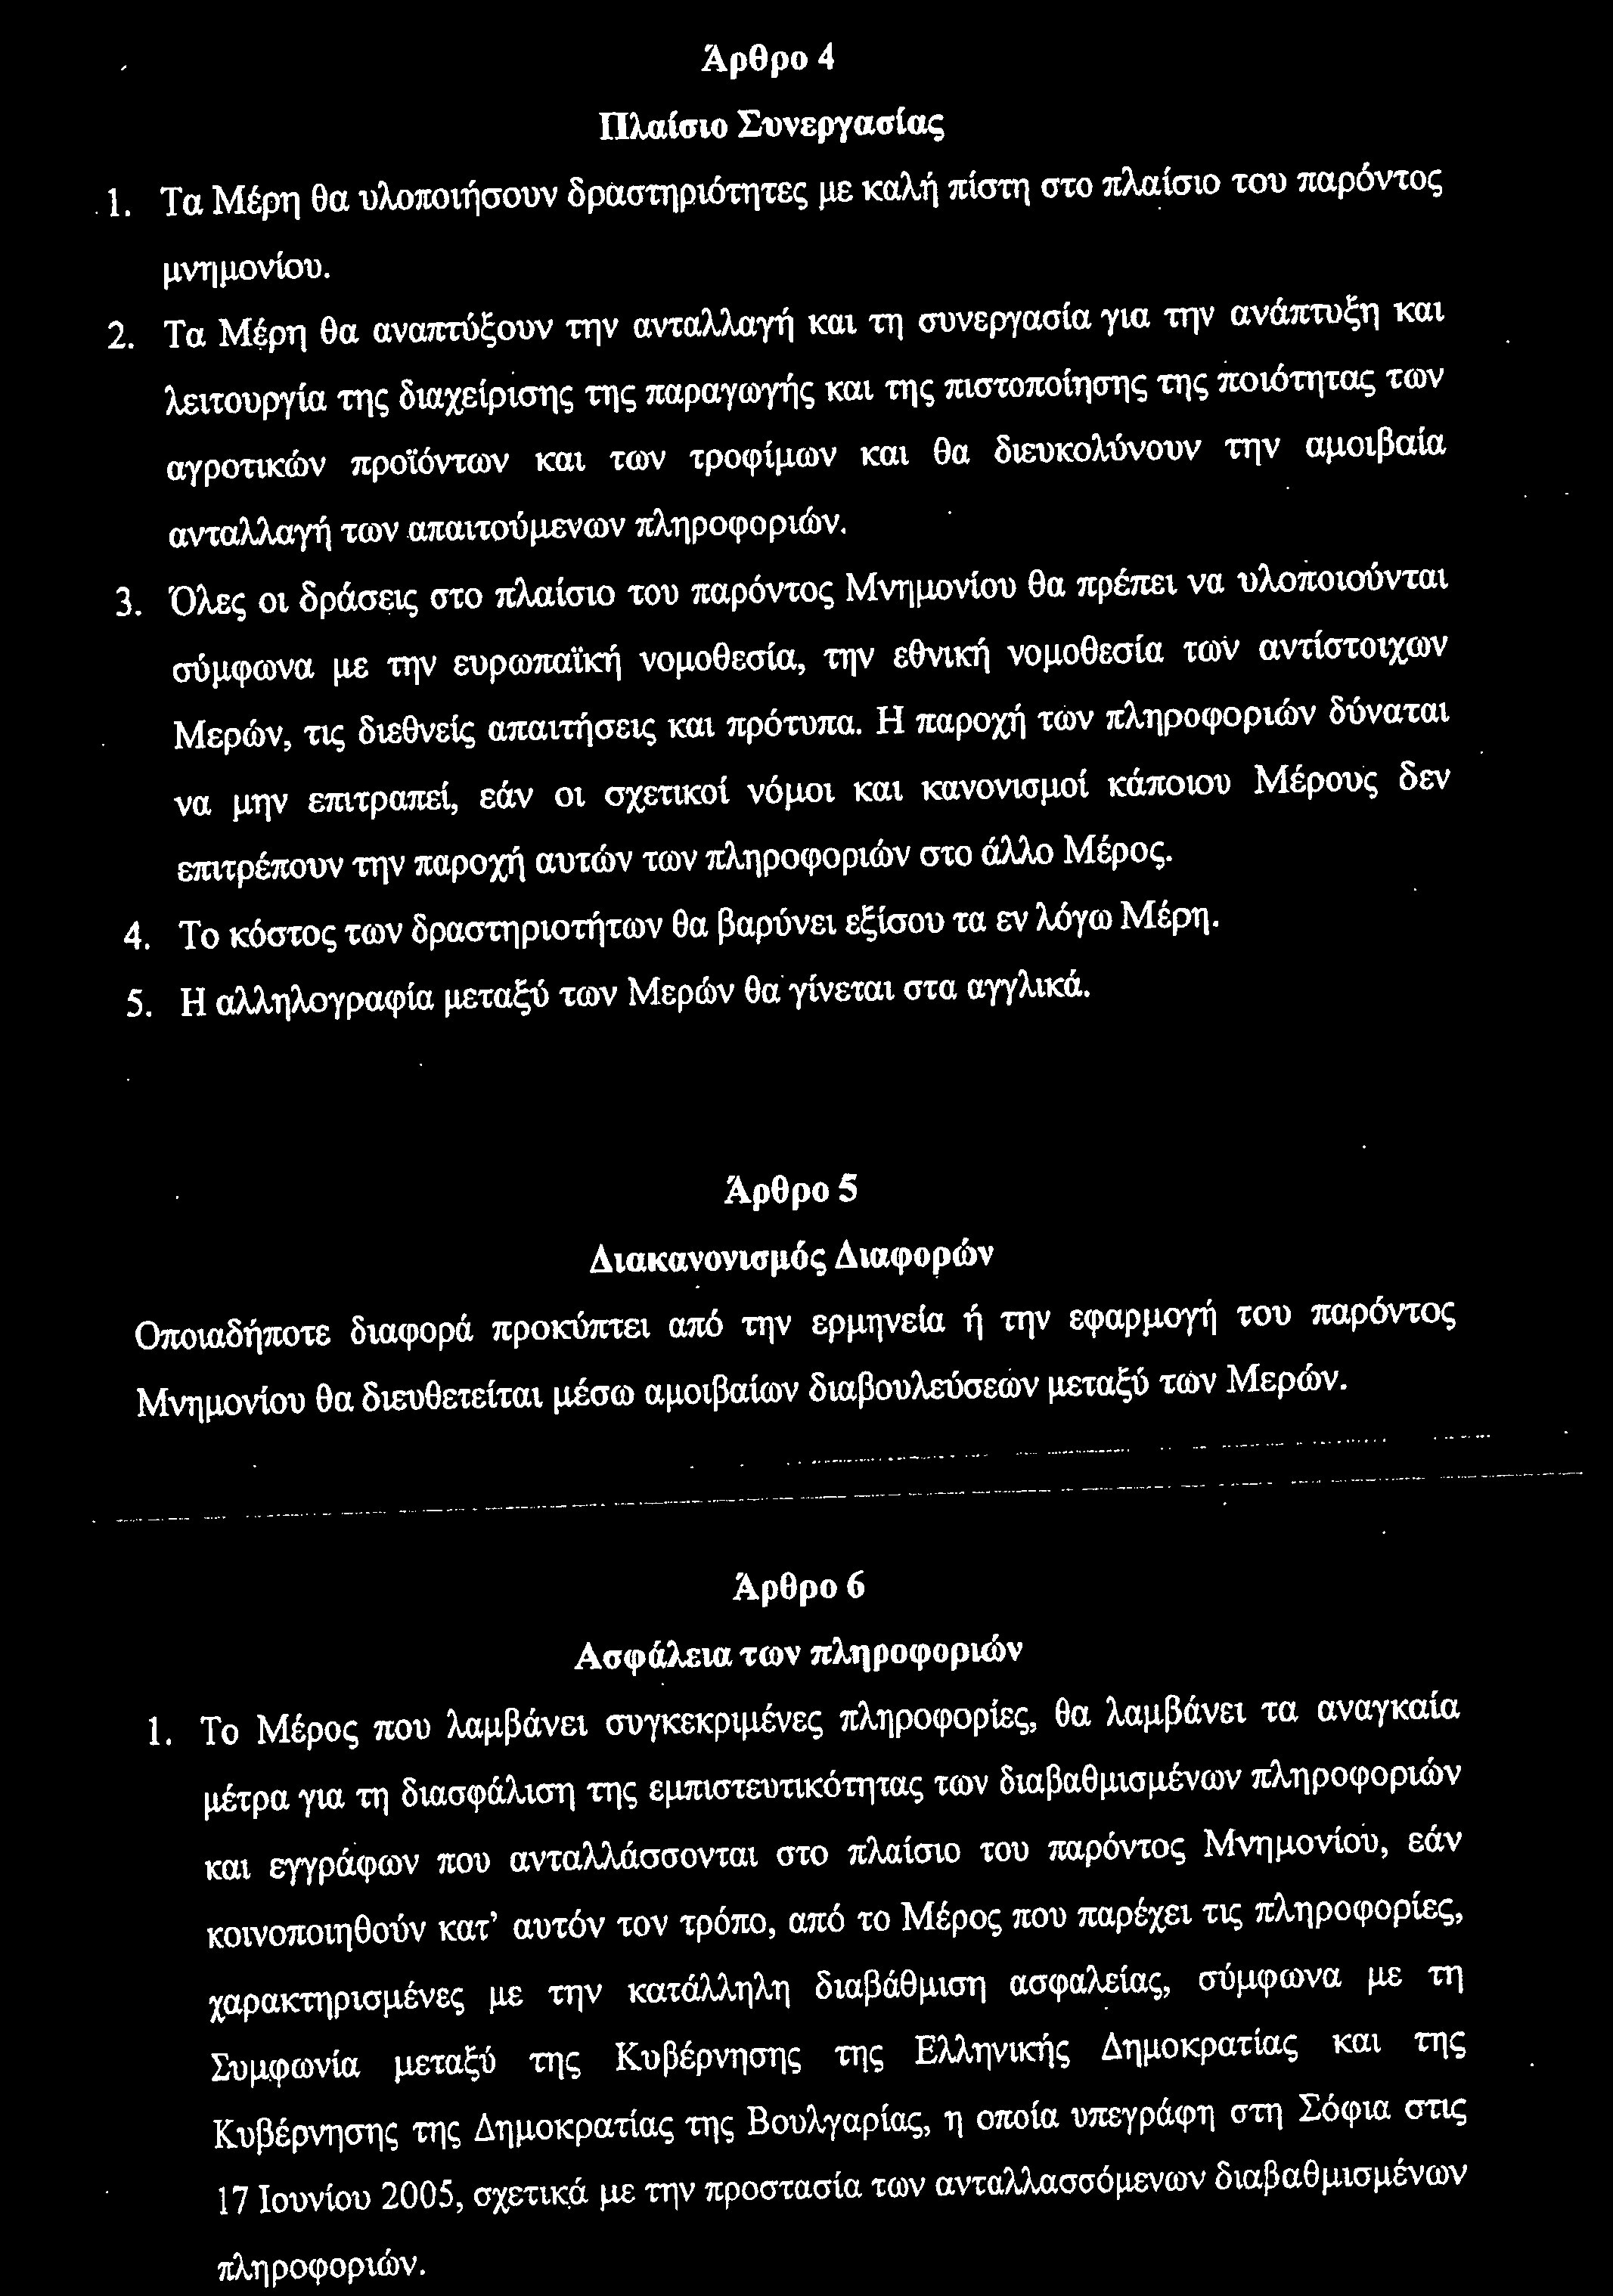 Άρθρο 4
Πλαίσιο Συνεργασίας
1. Τα Μέρη θα υλοποιήσουν δραστηριότητες με καλή πίστη στο πλαίσιο του παρόντος
μνημονίου.
2. Τα Μέρη θα αναπτύξουν την ανταλλαγή και τη συνεργασία για την ανάπτυξη και
λειτουργία της διαχείρισης της παραγωγής και της πιστοποίησης της ποιότητας των
αγροτικών προϊόντων και των τροφίμων και θα διευκολύνουν την αμοιβαία
ανταλλαγή των απαιτούμενων πληροφοριών.
3. Όλες οι δράσεις στο πλαίσιο του παρόντος Μνημονίου θα πρέπει να υλοποιούνται
σύμφωνα με την ευρωπαϊκή νομοθεσία, την εθνική νομοθεσία των αντίστοιχων
Μερών, τις διεθνείς απαιτήσεις και πρότυπα. Η παροχή των πληροφοριών δύναται
να μην επιτραπεί, εάν οι σχετικοί νόμοι και κανονισμοί κάποιου Μέρους δεν
επιτρέπουν την παροχή αυτών των πληροφοριών στο άλλο Μέρος.
4. Το κόστος των δραστηριοτήτων θα βαρύνει εξίσου τα εν λόγω Μέρη.
5. Η αλληλογραφία μεταξύ των Μερών θα γίνεται στα αγγλικά.
Άρθρο 5
Διακανονισμός Διαφορών
Οποιαδήποτε διαφορά προκύπτει από την ερμηνεία ή την εφαρμογή του παρόντος
Μνημονίου θα διευθετείται μέσω αμοιβαίων διαβουλεύσεων μεταξύ των Μερών.
Άρθρο 6
Ασφάλεια των πληροφοριών
1. Το Μέρος που λαμβάνει συγκεκριμένες πληροφορίες, θα λαμβάνει τα αναγκαία
μέτρα για τη διασφάλιση της εμπιστευτικότητας των διαβαθμισμένων πληροφοριών
και εγγράφων που ανταλλάσσονται στο πλαίσιο του παρόντος Μνημονίου, εάν
κοινοποιηθούν κατ’ αυτόν τον τρόπο, από το Μέρος που παρέχει τις πληροφορίες,
χαρακτηρισμένες με την κατάλληλη διαβάθμιση ασφαλείας, σύμφωνα με τη
Συμφωνία μεταξύ της Κυβέρνησης της Ελληνικής Δημοκρατίας και της
Κυβέρνησης της Δημοκρατίας της Βουλγαρίας, η οποία υπεγράφη στη Σόφια στις
17 Ιουνίου 2005, σχετικά με την προστασία των ανταλλασσόμενων διαβαθμισμένων
πληροφοριών.